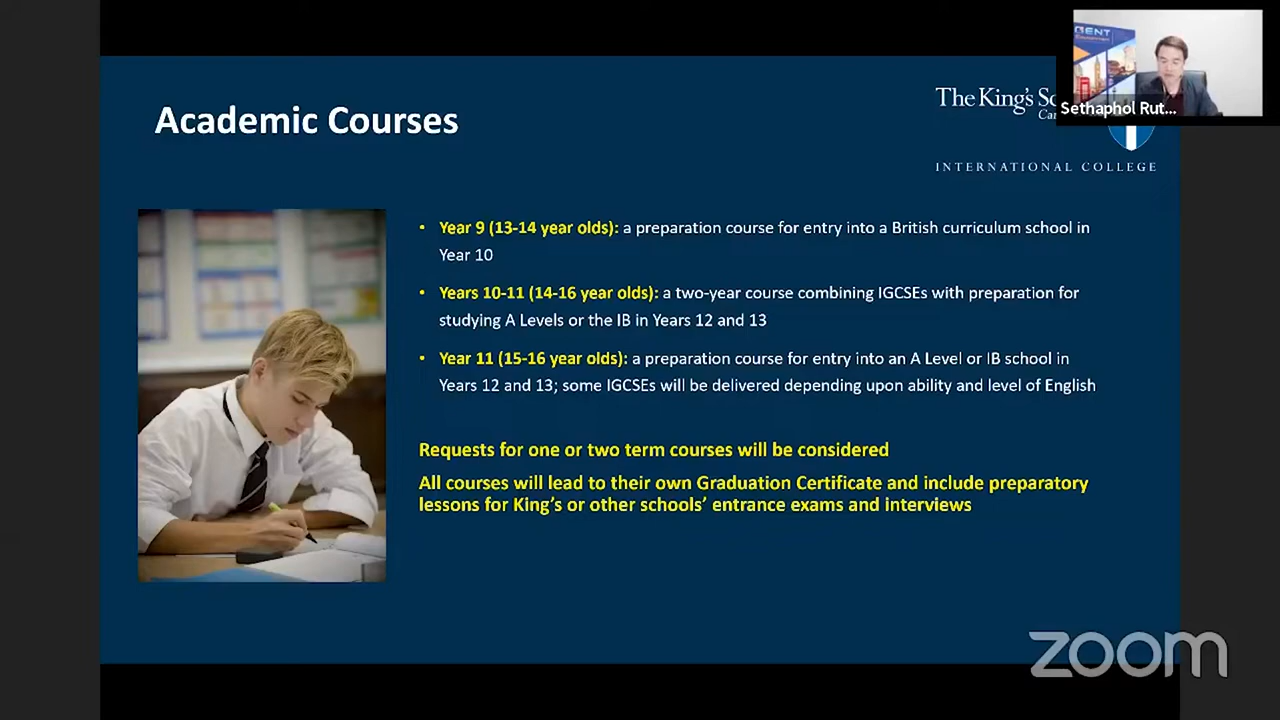 ENT
The King's Sc
Sethaphol Rut...
Academic Courses
INTERNATIONAL COLLEGE
• Year 9 (13-14 year olds): a preparation course for entry into a British curriculum school in
Year 10
• Years 10-11 (14-16 year olds): a two-year course combining IGCSEs with preparation for
studying A Levels or the IB in Years 12 and 13
• Year 11 (15-16 year olds): a preparation course for entry into an A Level or IB school in
Years 12 and 13; some IGCSEs will be delivered depending upon ability and level of English
Requests for one or two term courses will be considered
All courses will lead to their own Graduation Certificate and include preparatory
lessons for King's or other schools' entrance exams and interviews
zoom